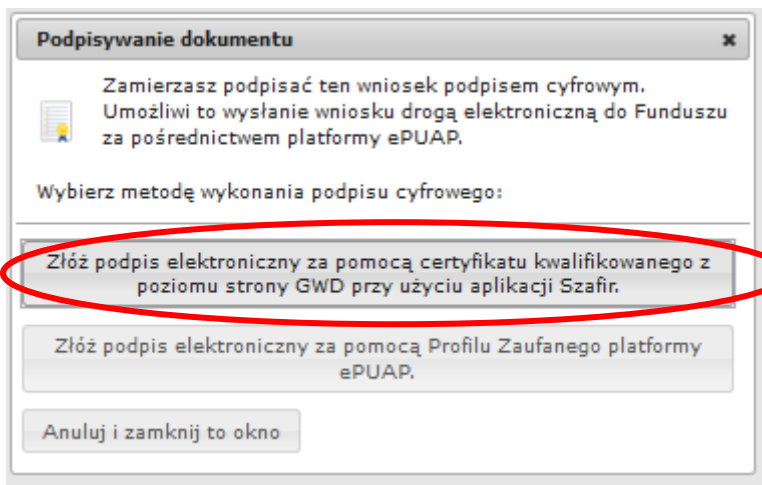 Podpisywanie dokumentu
Zamierzasz podpisać ten wniosek podpisem cyfrowym.
Umożliwi to wysłanie wniosku drogą elektroniczną do Funduszu
za pośrednictwem platformy ePUAP.
Wybierz metodę wykonania podpisu cyfrowego:
Złóż podpis elektroniczny za pomocą certyfikatu kwalifikowanego z
poziomu strony GWD przy użyciu aplikacji Szafir.
Złóż podpis elektroniczny za pomocą Profilu Zaufanego platformy
ePUAP.
Anuluj i zamknij to okno